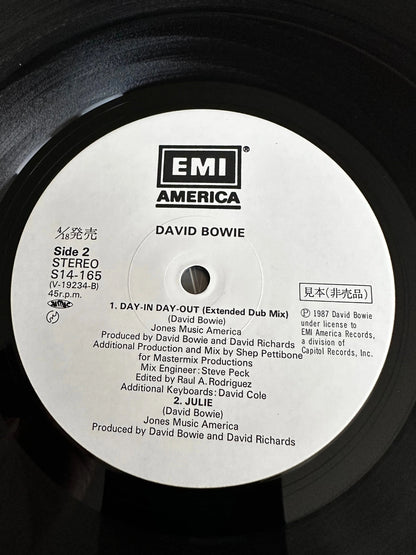 EMI
AMERICA
®
DAVID BOWIE
4/18発売
Side 2
STEREO
S14-165
(V-19234-B)
45r.p.m.
見本(非売品)
℗ 1987 David Bowie
under license to
EMI America Records,
a division of
Capitol Records, Inc.
1. DAY-IN DAY-OUT (Extended Dub Mix)
(David Bowie)
Jones Music America
Produced by David Bowie and David Richards
Additional Production and Mix by Shep Pettibone
for Mastermix Productions
Mix Engineer: Steve Peck
Edited by Raul A. Rodriguez
Additional Keyboards: David Cole
2. JULIE
(David Bowie)
Jones Music America
Produced by David Bowie and David Richards